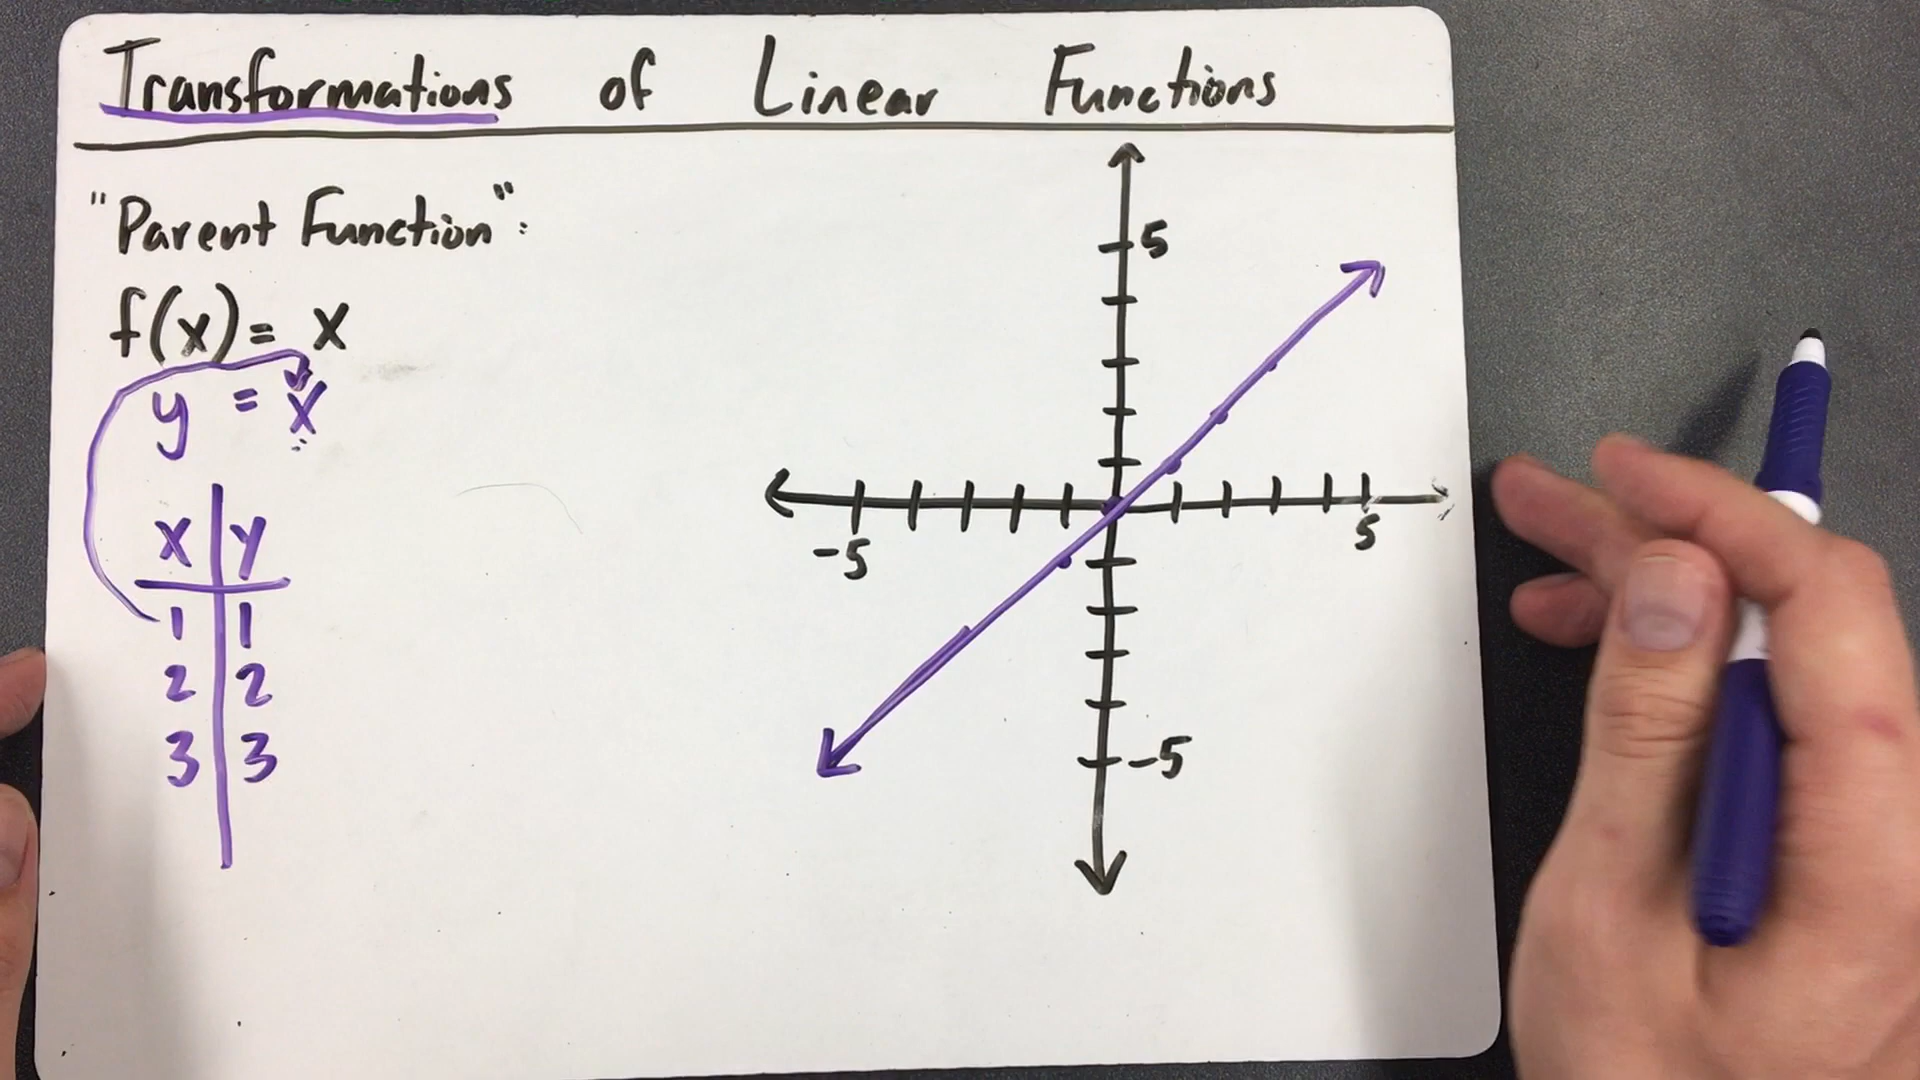 Transformations of Linear Functions
"Parent Function":
f(x) = x
y = x
x y
1 1
2 2
3 3
5
-5
5
-5